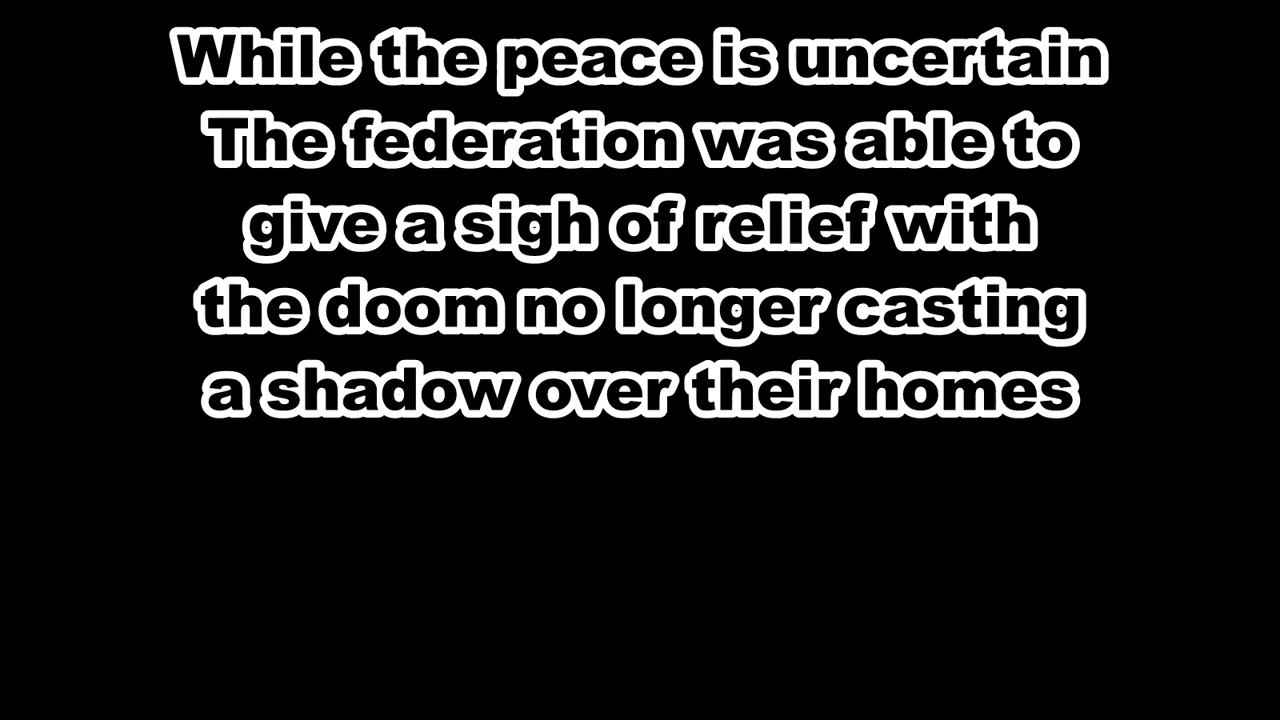 While the peace is uncertain
The federation was able to
give a sigh of relief with
the doom no longer casting
a shadow over their homes